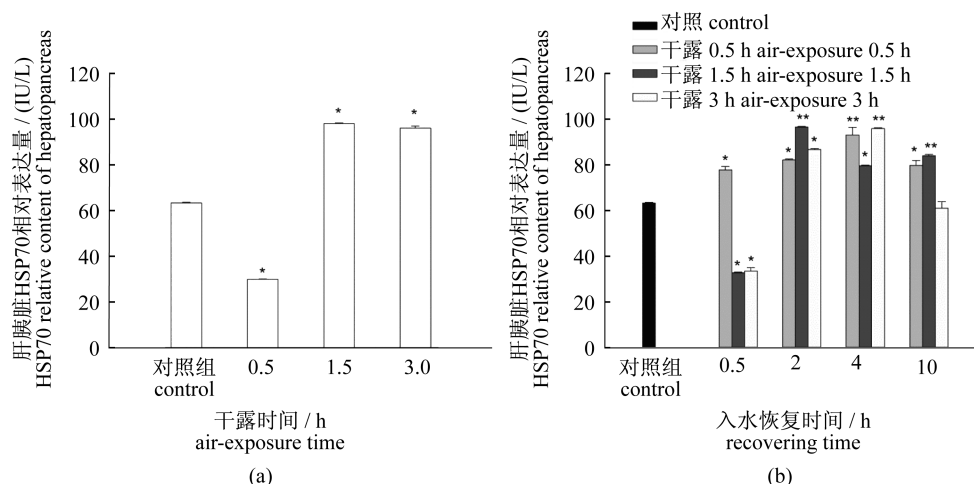 肝胰脏HSP70相对表达量 / (IU/L)
HSP70 relative content of hepatopancreas
120
100
80
60
40
20
0
*
*
*
对照组
control
0.5
1.5
3.0
干露时间 / h
air-exposure time
(a)
对照 control
干露 0.5 h air-exposure 0.5 h
干露 1.5 h air-exposure 1.5 h
干露 3 h air-exposure 3 h
肝胰脏HSP70相对表达量 / (IU/L)
HSP70 relative content of hepatopancreas
120
100
80
60
40
20
0
*
*
*
*
**
*
**
*
**
*
**
对照组
control
0.5
2
4
10
入水恢复时间 / h
recovering time
(b)